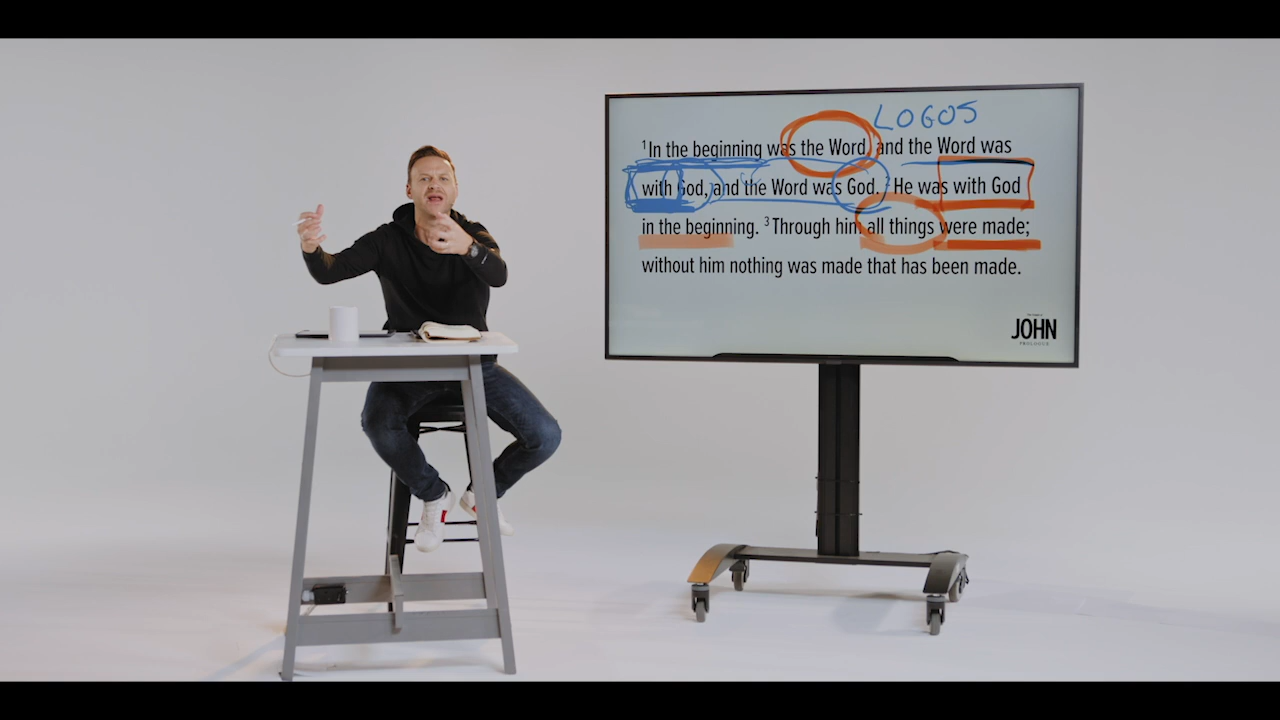 LOGOS
¹In the beginning was the Word, and the Word was
with God, and the Word was God. ²He was with God
in the beginning. ³Through him all things were made;
without him nothing was made that has been made.
JOHN
PROLOGUE